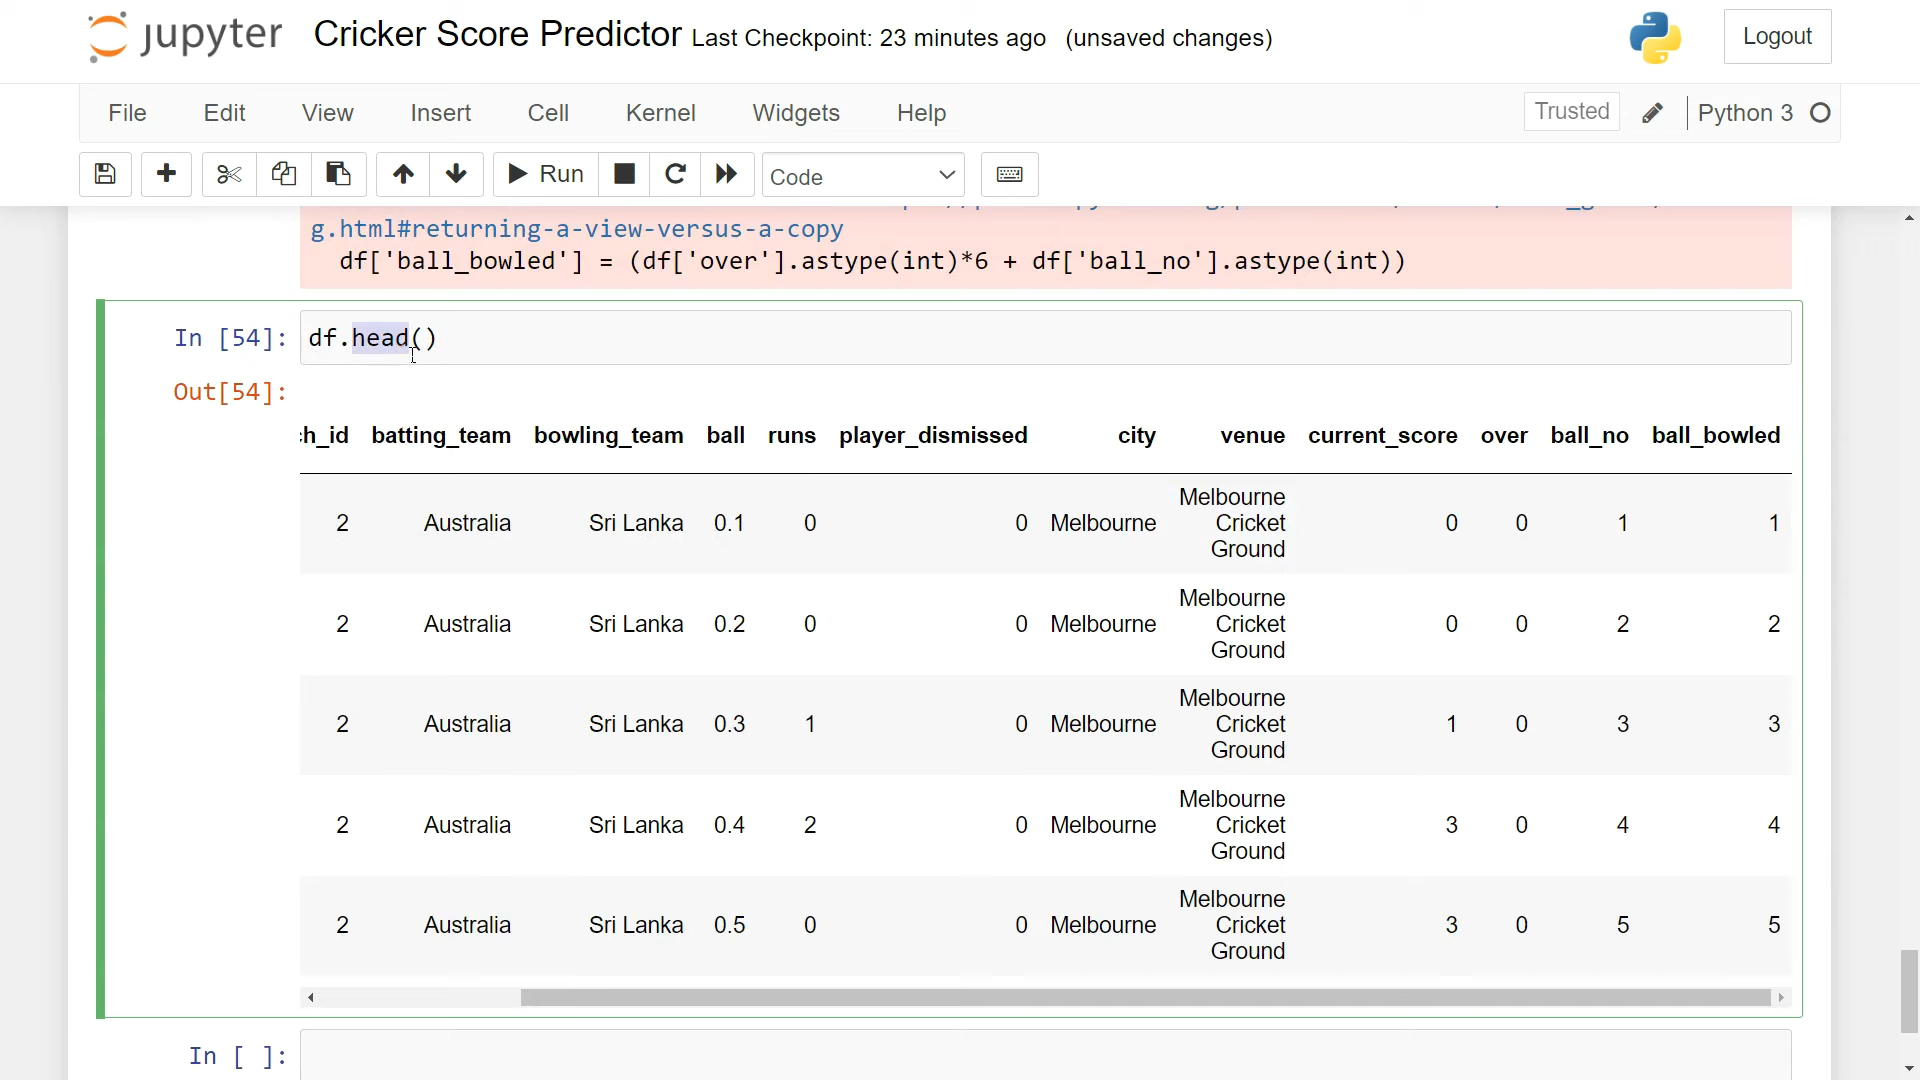 jupyter Cricker Score Predictor Last Checkpoint: 23 minutes ago (unsaved changes) Logout
File Edit View Insert Cell Kernel Widgets Help Trusted Python 3
Run Code
g.html#returning-a-view-versus-a-copy
df['ball_bowled'] = (df['over'].astype(int)*6 + df['ball_no'].astype(int))
In [54]: df.head()
Out[54]:
ch_id batting_team bowling_team ball runs player_dismissed city venue current_score over ball_no ball_bowled
2 Australia Sri Lanka 0.1 0 0 Melbourne Melbourne Cricket Ground 0 0 1 1
2 Australia Sri Lanka 0.2 0 0 Melbourne Melbourne Cricket Ground 0 0 2 2
2 Australia Sri Lanka 0.3 1 0 Melbourne Melbourne Cricket Ground 1 0 3 3
2 Australia Sri Lanka 0.4 2 0 Melbourne Melbourne Cricket Ground 3 0 4 4
2 Australia Sri Lanka 0.5 0 0 Melbourne Melbourne Cricket Ground 3 0 5 5
In [ ]: